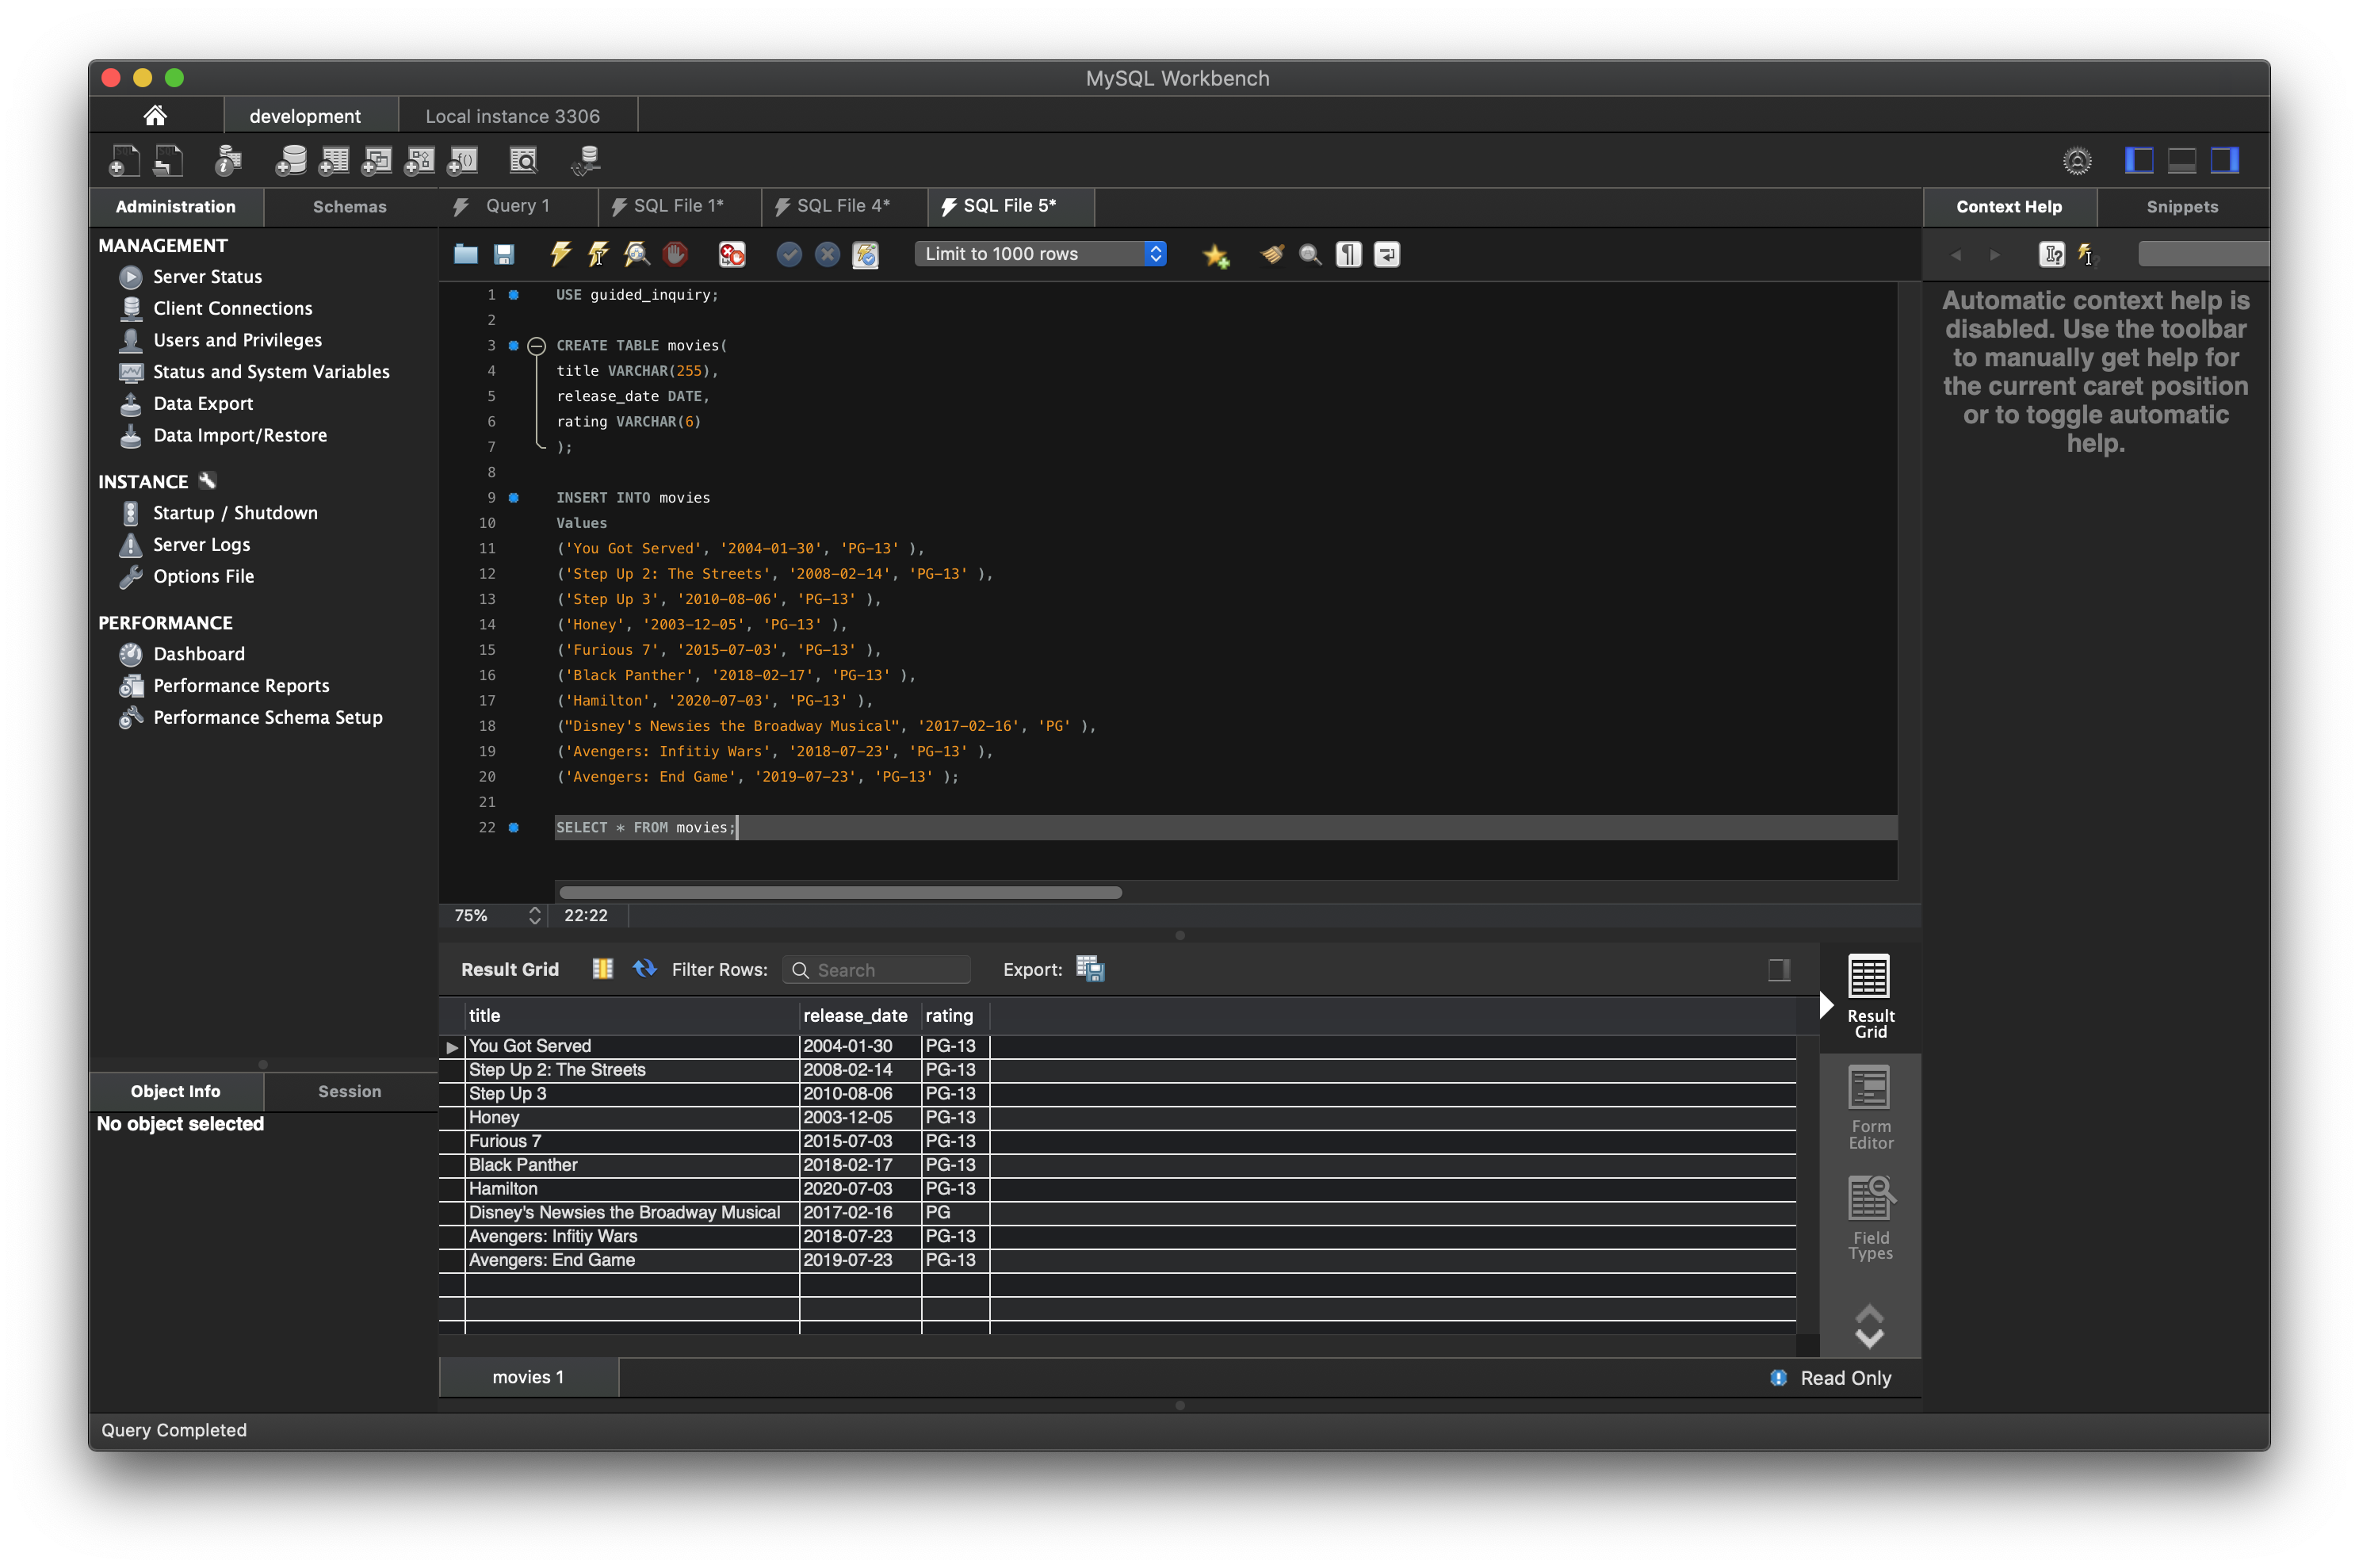 MySQL Workbench
development
Local instance 3306
Administration
Schemas
MANAGEMENT
Server Status
Client Connections
Users and Privileges
Status and System Variables
Data Export
Data Import/Restore
INSTANCE
Startup / Shutdown
Server Logs
Options File
PERFORMANCE
Dashboard
Performance Reports
Performance Schema Setup
Object Info
Session
No object selected
Query 1
SQL File 1*
SQL File 4*
SQL File 5*
Limit to 1000 rows
1 USE guided_inquiry;
2
3 CREATE TABLE movies(
4 title VARCHAR(255),
5 release_date DATE,
6 rating VARCHAR(6)
7 );
8
9 INSERT INTO movies
10 Values
11 ('You Got Served', '2004-01-30', 'PG-13' ),
12 ('Step Up 2: The Streets', '2008-02-14', 'PG-13' ),
13 ('Step Up 3', '2010-08-06', 'PG-13' ),
14 ('Honey', '2003-12-05', 'PG-13' ),
15 ('Furious 7', '2015-07-03', 'PG-13' ),
16 ('Black Panther', '2018-02-17', 'PG-13' ),
17 ('Hamilton', '2020-07-03', 'PG-13' ),
18 ("Disney's Newsies the Broadway Musical", '2017-02-16', 'PG' ),
19 ('Avengers: Infitiy Wars', '2018-07-23', 'PG-13' ),
20 ('Avengers: End Game', '2019-07-23', 'PG-13' );
21
22 SELECT * FROM movies;
75% 22:22
Result Grid Filter Rows: Search Export:
title release_date rating
You Got Served 2004-01-30 PG-13
Step Up 2: The Streets 2008-02-14 PG-13
Step Up 3 2010-08-06 PG-13
Honey 2003-12-05 PG-13
Furious 7 2015-07-03 PG-13
Black Panther 2018-02-17 PG-13
Hamilton 2020-07-03 PG-13
Disney's Newsies the Broadway Musical 2017-02-16 PG
Avengers: Infitiy Wars 2018-07-23 PG-13
Avengers: End Game 2019-07-23 PG-13
Result
Grid
Form
Editor
Field
Types
movies 1
Read Only
Context Help
Snippets
Automatic context help is
disabled. Use the toolbar
to manually get help for
the current caret position
or to toggle automatic
help.
Query Completed